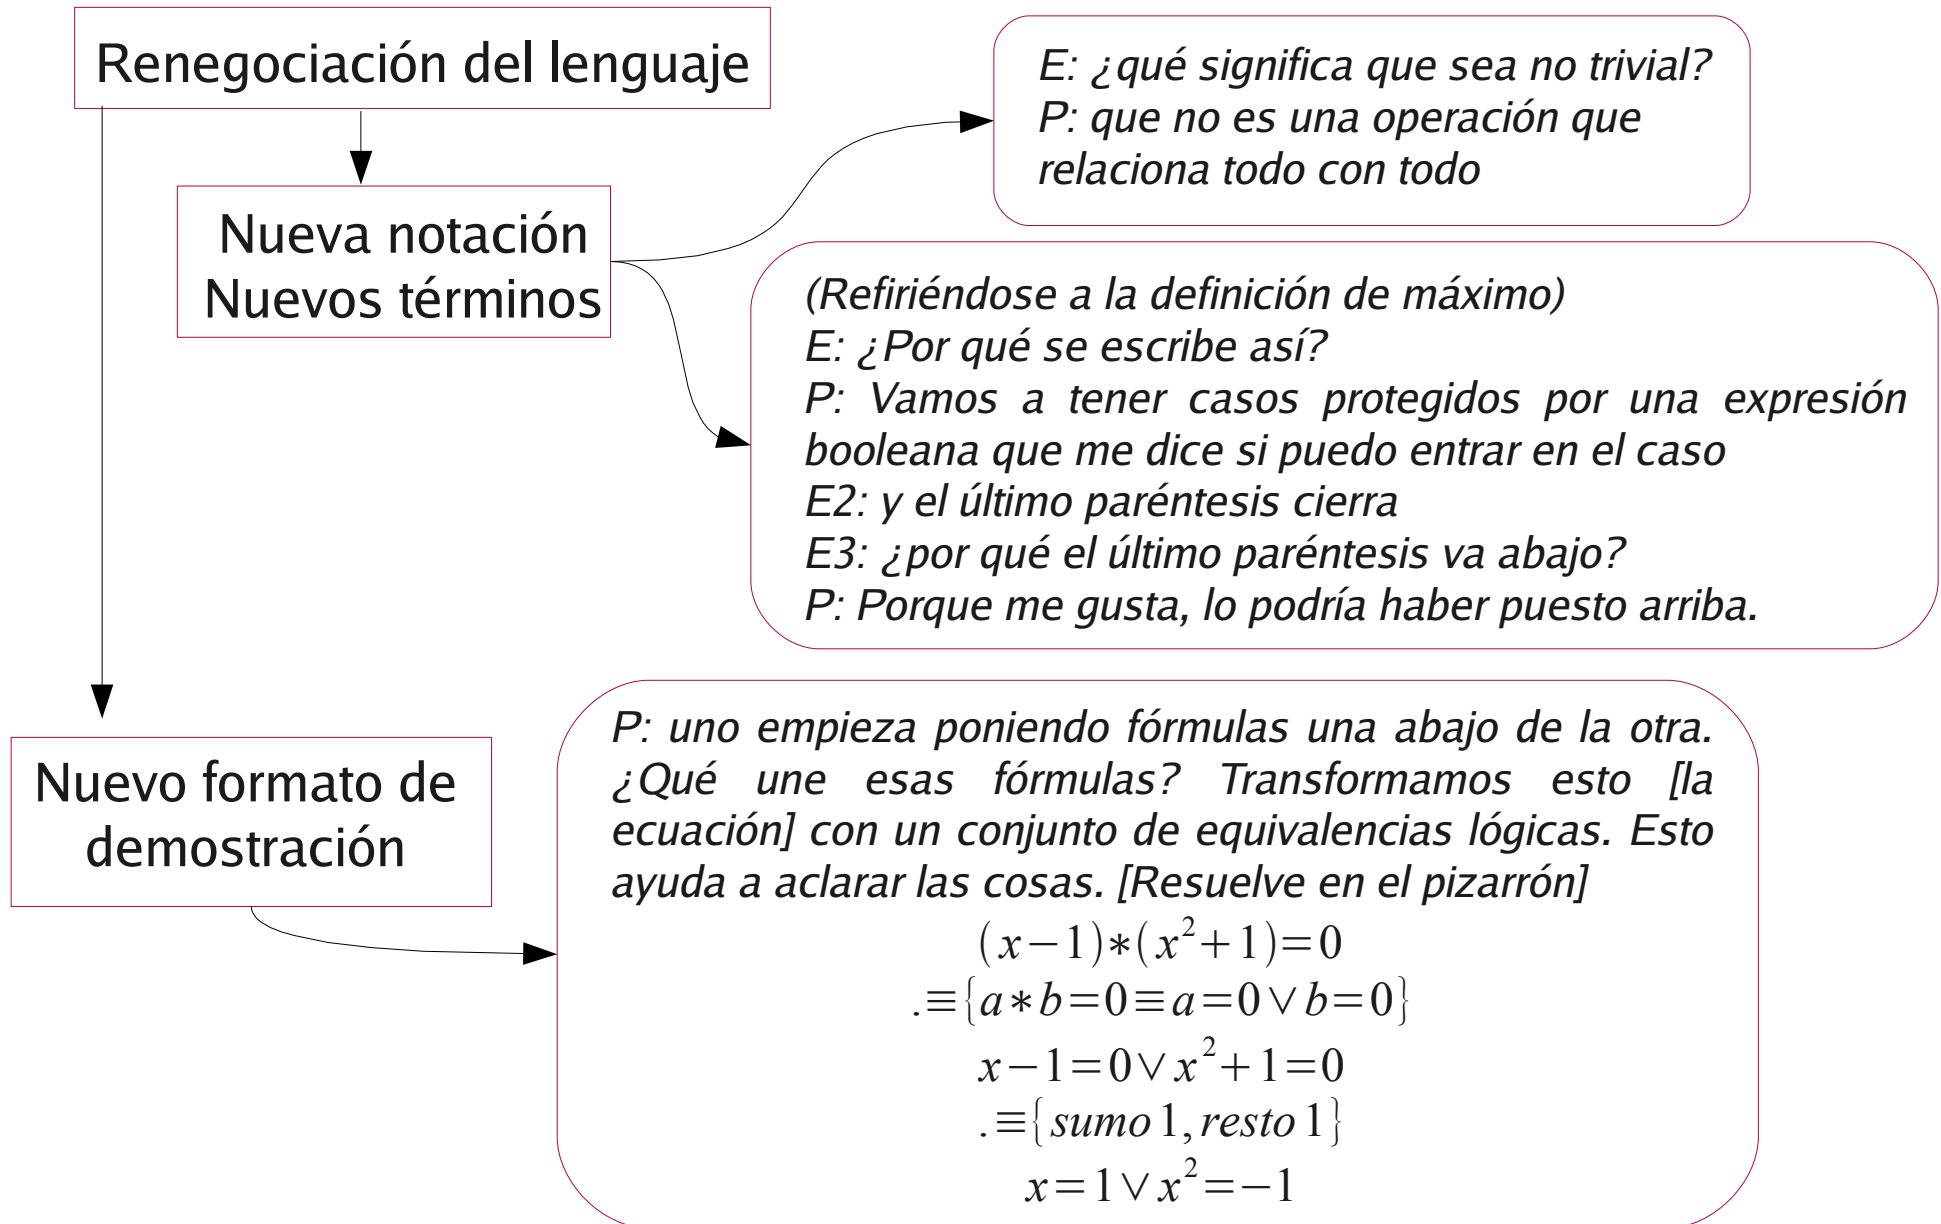 Renegociación del lenguaje
E: ¿qué significa que sea no trivial?
P: que no es una operación que
relaciona todo con todo
Nueva notación
Nuevos términos
(Refiriéndose a la definición de máximo)
E: ¿Por qué se escribe así?
P: Vamos a tener casos protegidos por una expresión
booleana que me dice si puedo entrar en el caso
E2: y el último paréntesis cierra
E3: ¿por qué el último paréntesis va abajo?
P: Porque me gusta, lo podría haber puesto arriba.
Nuevo formato de
demostración
P: uno empieza poniendo fórmulas una abajo de la otra.
¿Qué une esas fórmulas? Transformamos esto [la
ecuación] con un conjunto de equivalencias lógicas. Esto
ayuda a aclarar las cosas. [Resuelve en el pizarrón]
(x−1)∗(x²+1)=0
.≡{a∗b=0≡a=0∨b=0}
x−1=0∨x²+1=0
.≡{sumo 1, resto 1}
x=1∨x²=−1